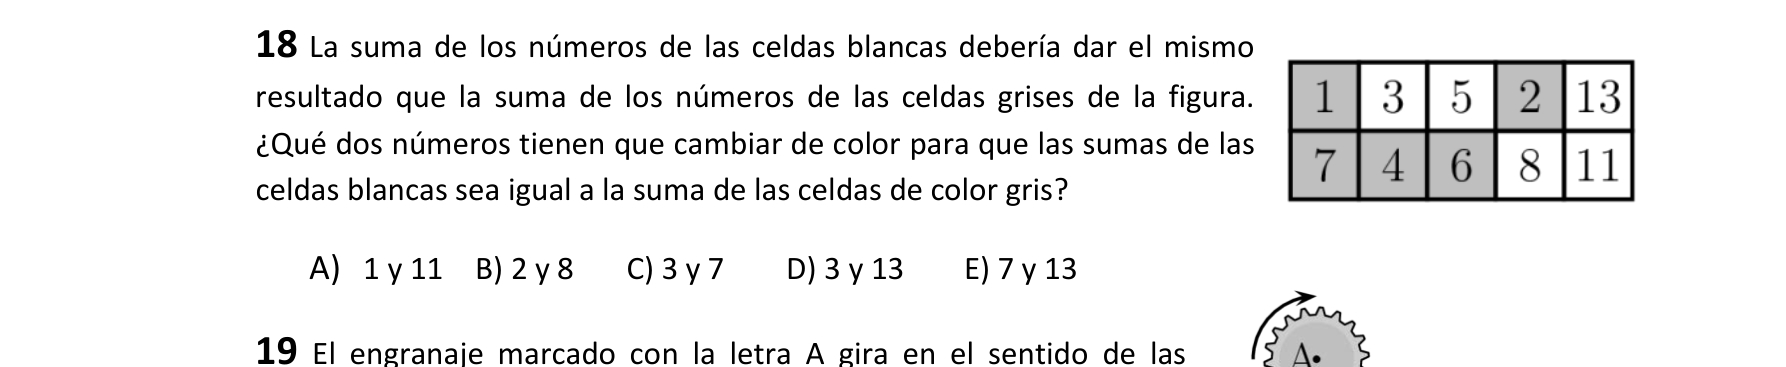 18 La suma de los números de las celdas blancas debería dar el mismo
resultado que la suma de los números de las celdas grises de la figura.
¿Qué dos números tienen que cambiar de color para que las sumas de las
celdas blancas sea igual a la suma de las celdas de color gris?
1 3 5 2 13
7 4 6 8 11
A) 1 y 11 B) 2 y 8 C) 3 y 7 D) 3 y 13 E) 7 y 13
19 El engranaje marcado con la letra A gira en el sentido de las
A